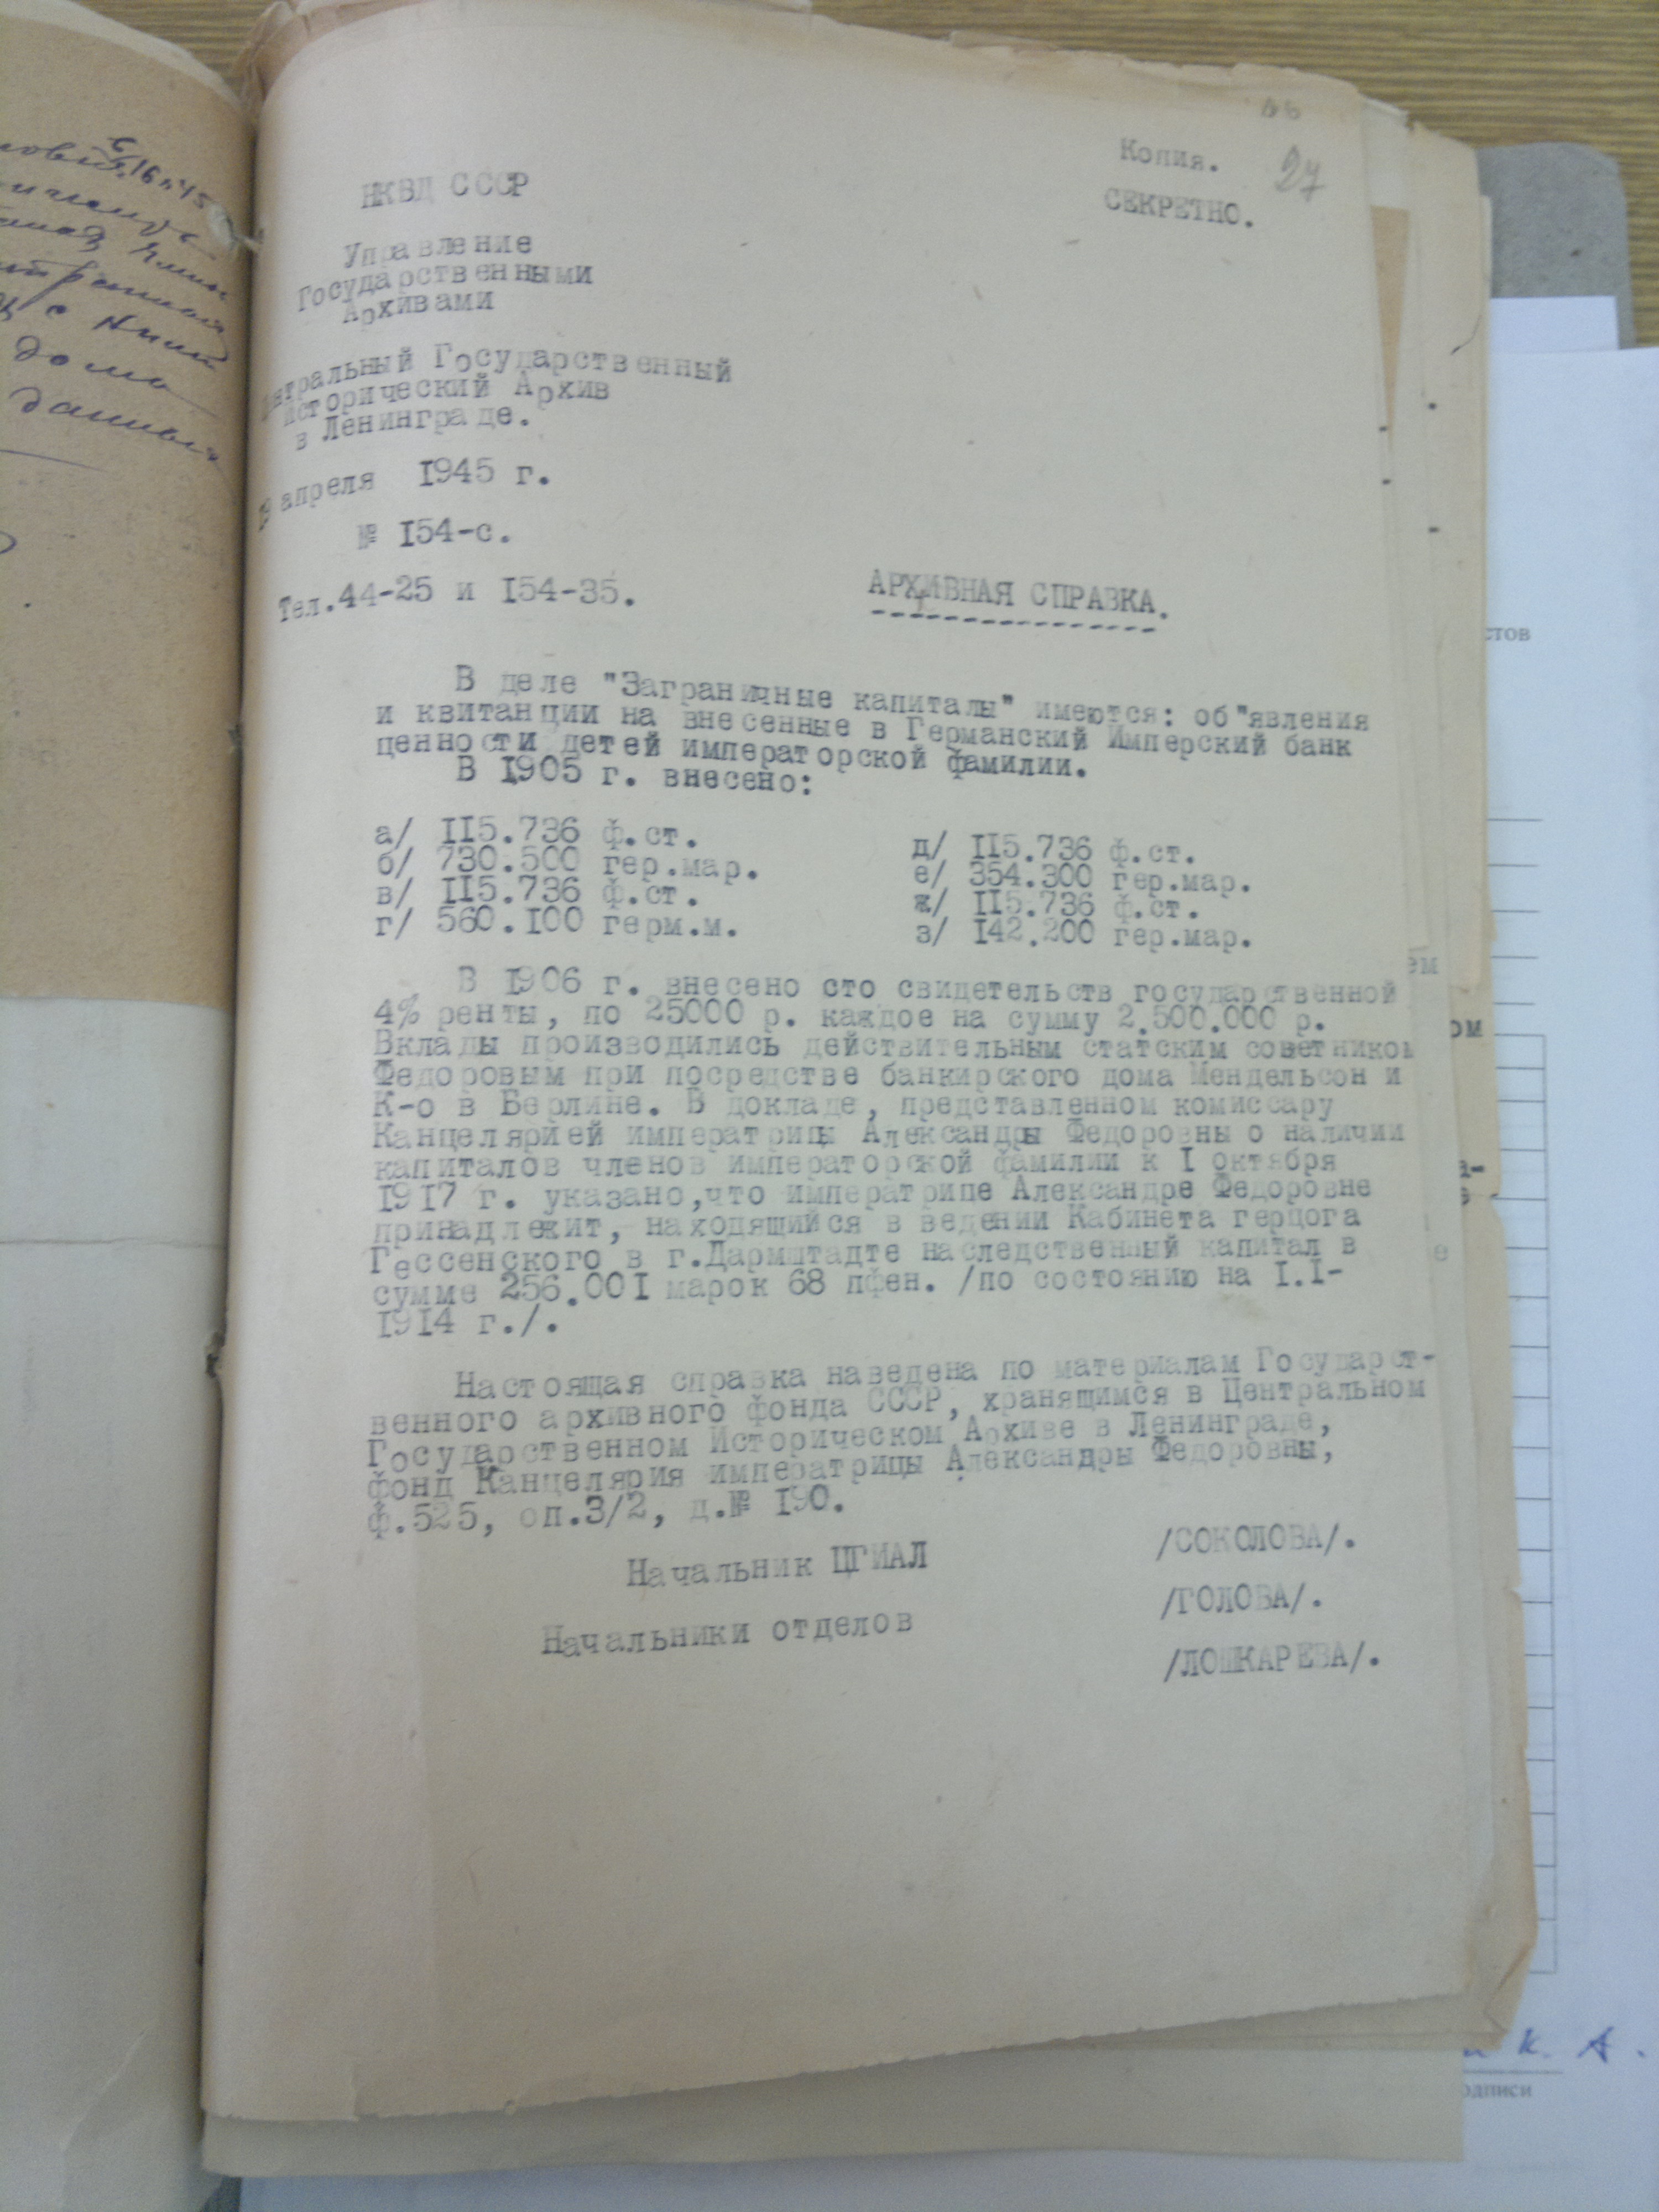 Копия.
27
СЕКРЕТНО.
НКВД СССР
Управление
Государственными
Архивами
Центральный Государственный
Исторический Архив
в Ленинграде.
19 апреля 1945 г.
№ 154-с.
Тел.44-25 и 154-35.
АРХИВНАЯ СПРАВКА.
В деле "Заграничные капиталы" имеются: об"явления
и квитанции на внесенные в Германский Имперский банк
ценности детей императорской фамилии.
В 1905 г. внесено:
а/ 115.736 ф.ст.
б/ 730.500 гер.мар.
в/ 115.736 ф.ст.
г/ 560.100 герм.м.
д/ 115.736 ф.ст.
е/ 354.300 гер.мар.
ж/ 115.736 ф.ст.
з/ 142.200 гер.мар.
В 1906 г. внесено сто свидетельств государственной
4% ренты, по 25000 р. каждое на сумму 2.500.000 р.
Вклады производились действительным статским советником
Федоровым при посредстве банкирского дома Мендельсон и
К-о в Берлине. В докладе, представленном комиссару
Канцелярией императрицы Александры Федоровны о наличии
капиталов членов императорской фамилии к 1 октября
1917 г. указано,что императрице Александре Федоровне
принадлежит, находящийся в ведении Кабинета герцога
Гессенского в г.Дармштадте наследственный капитал в
сумме 256.001 марок 68 пфен. /по состоянию на 1.1-
1914 г./.
Настоящая справка наведена по материалам Государст-
венного архивного фонда СССР, хранящимся в Центральном
Государственном Историческом Архиве в Ленинграде,
фонд Канцелярия императрицы Александры Федоровны,
ф.525, оп.3/2, д.№ 190.
Начальник ЦГИАЛ
/СОКОЛОВА/.
/ГОЛОВА/.
Начальники отделов
/ЛОШКАРЕВА/.
дома
К. А.